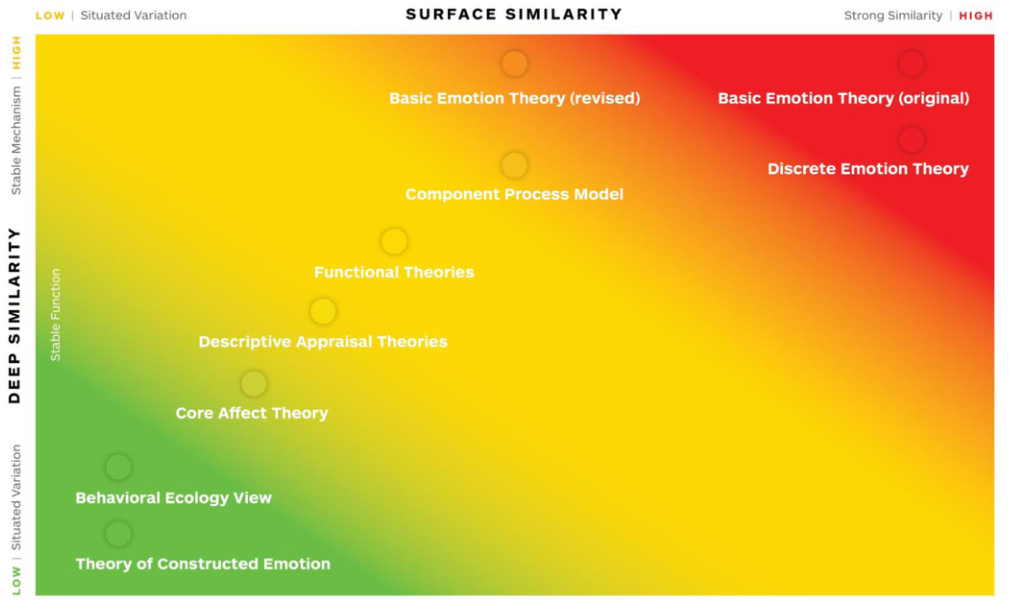 LOW | Situated Variation
SURFACE SIMILARITY
Strong Similarity | HIGH
Stable Mechanism | HIGH
DEEP SIMILARITY
LOW | Situated Variation
Stable Function
Basic Emotion Theory (revised)
Basic Emotion Theory (original)
Discrete Emotion Theory
Component Process Model
Functional Theories
Descriptive Appraisal Theories
Core Affect Theory
Behavioral Ecology View
Theory of Constructed Emotion